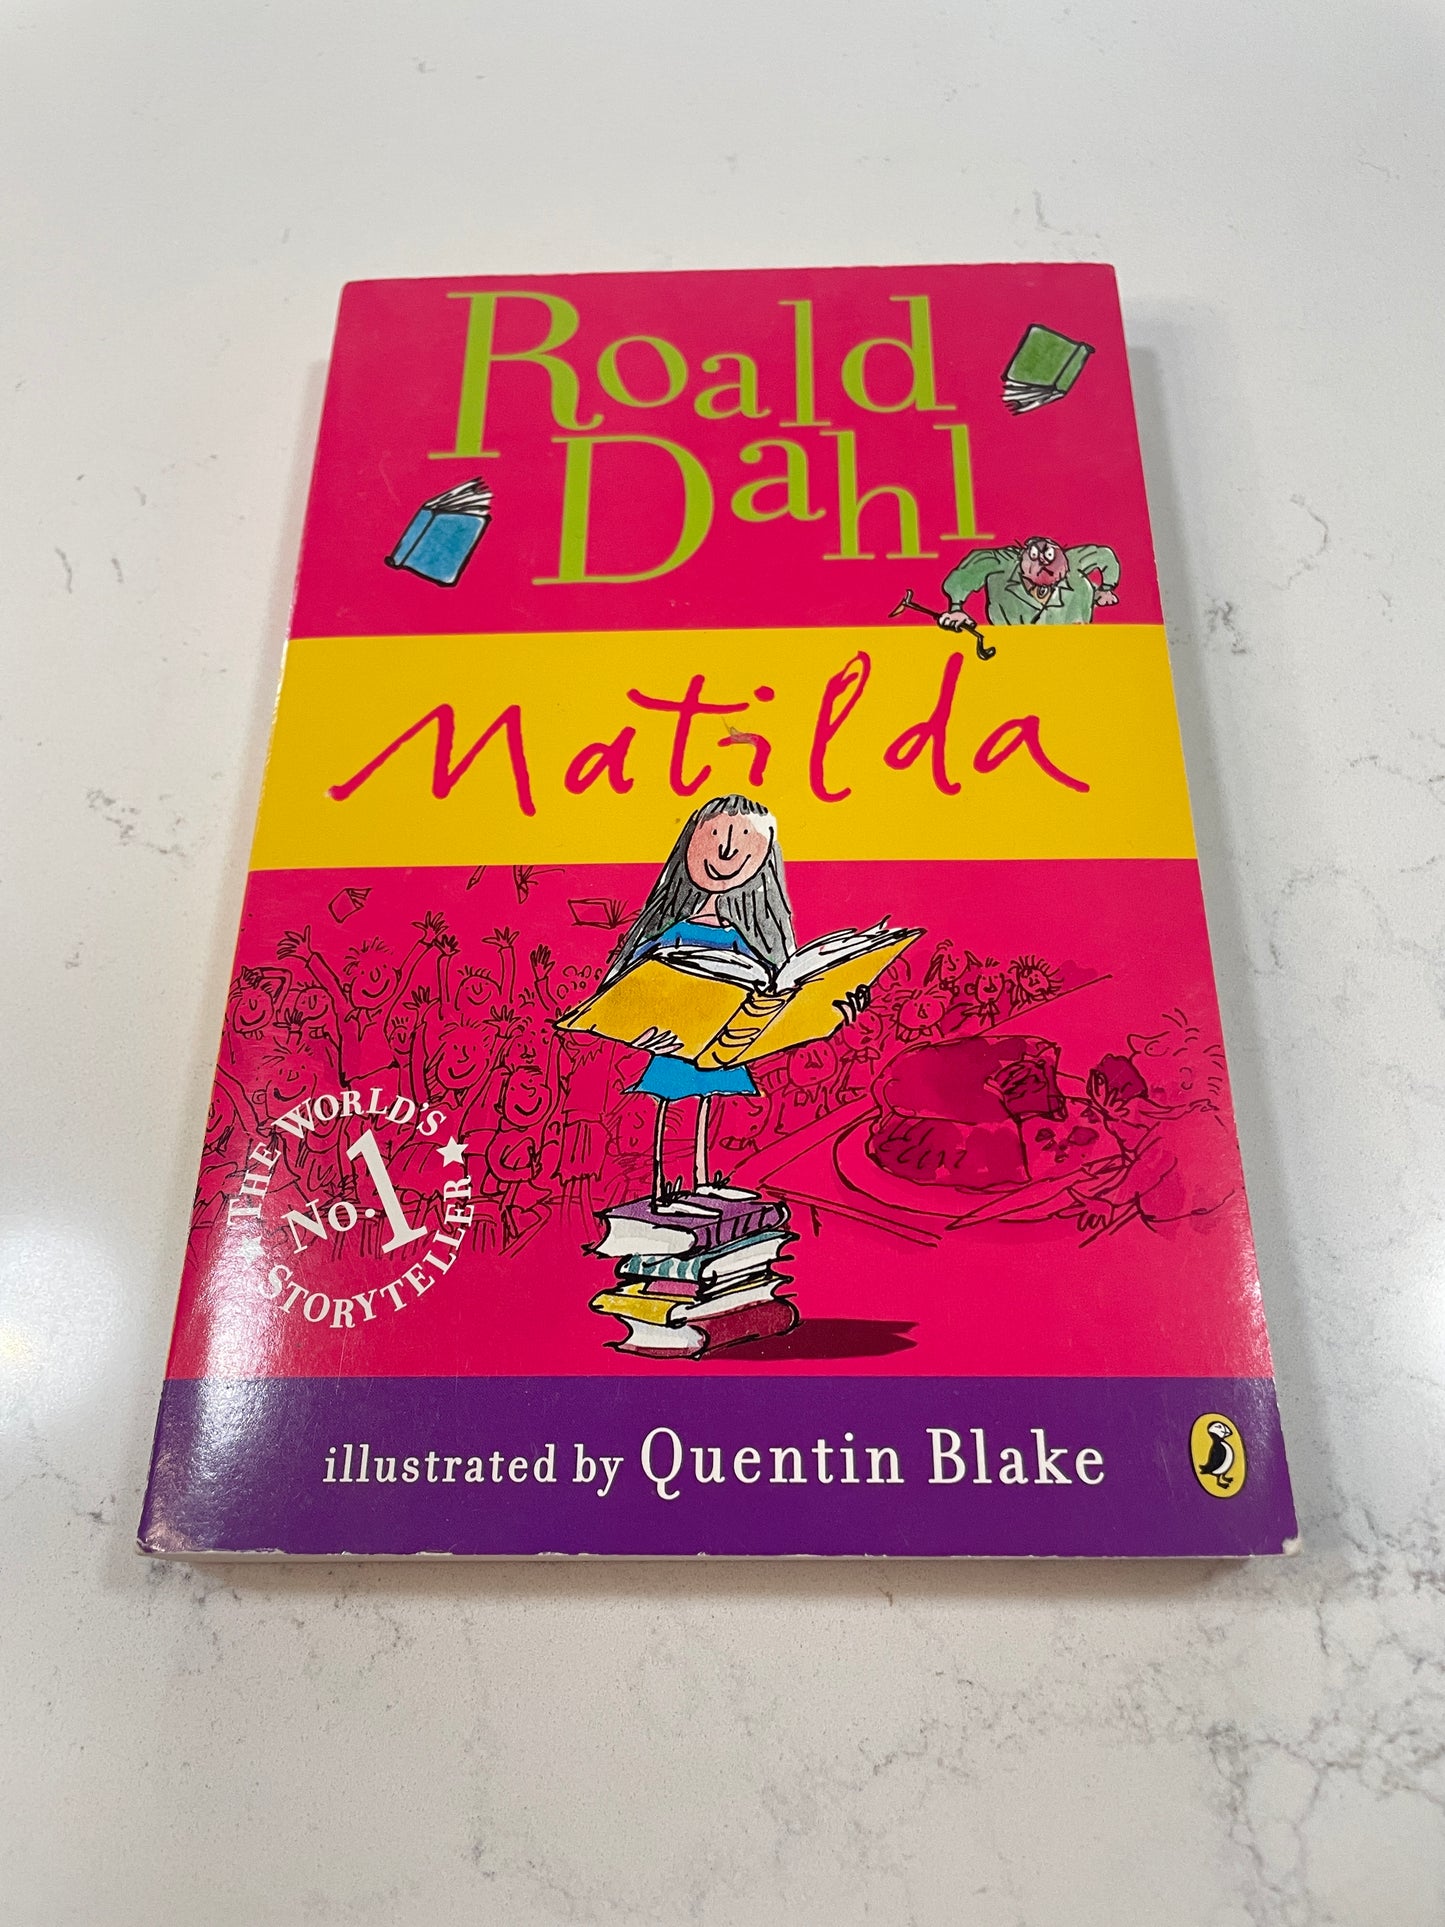 Roald
Dahl
Matilda
THE WORLD'S
No. 1
STORYTELLER
illustrated by Quentin Blake